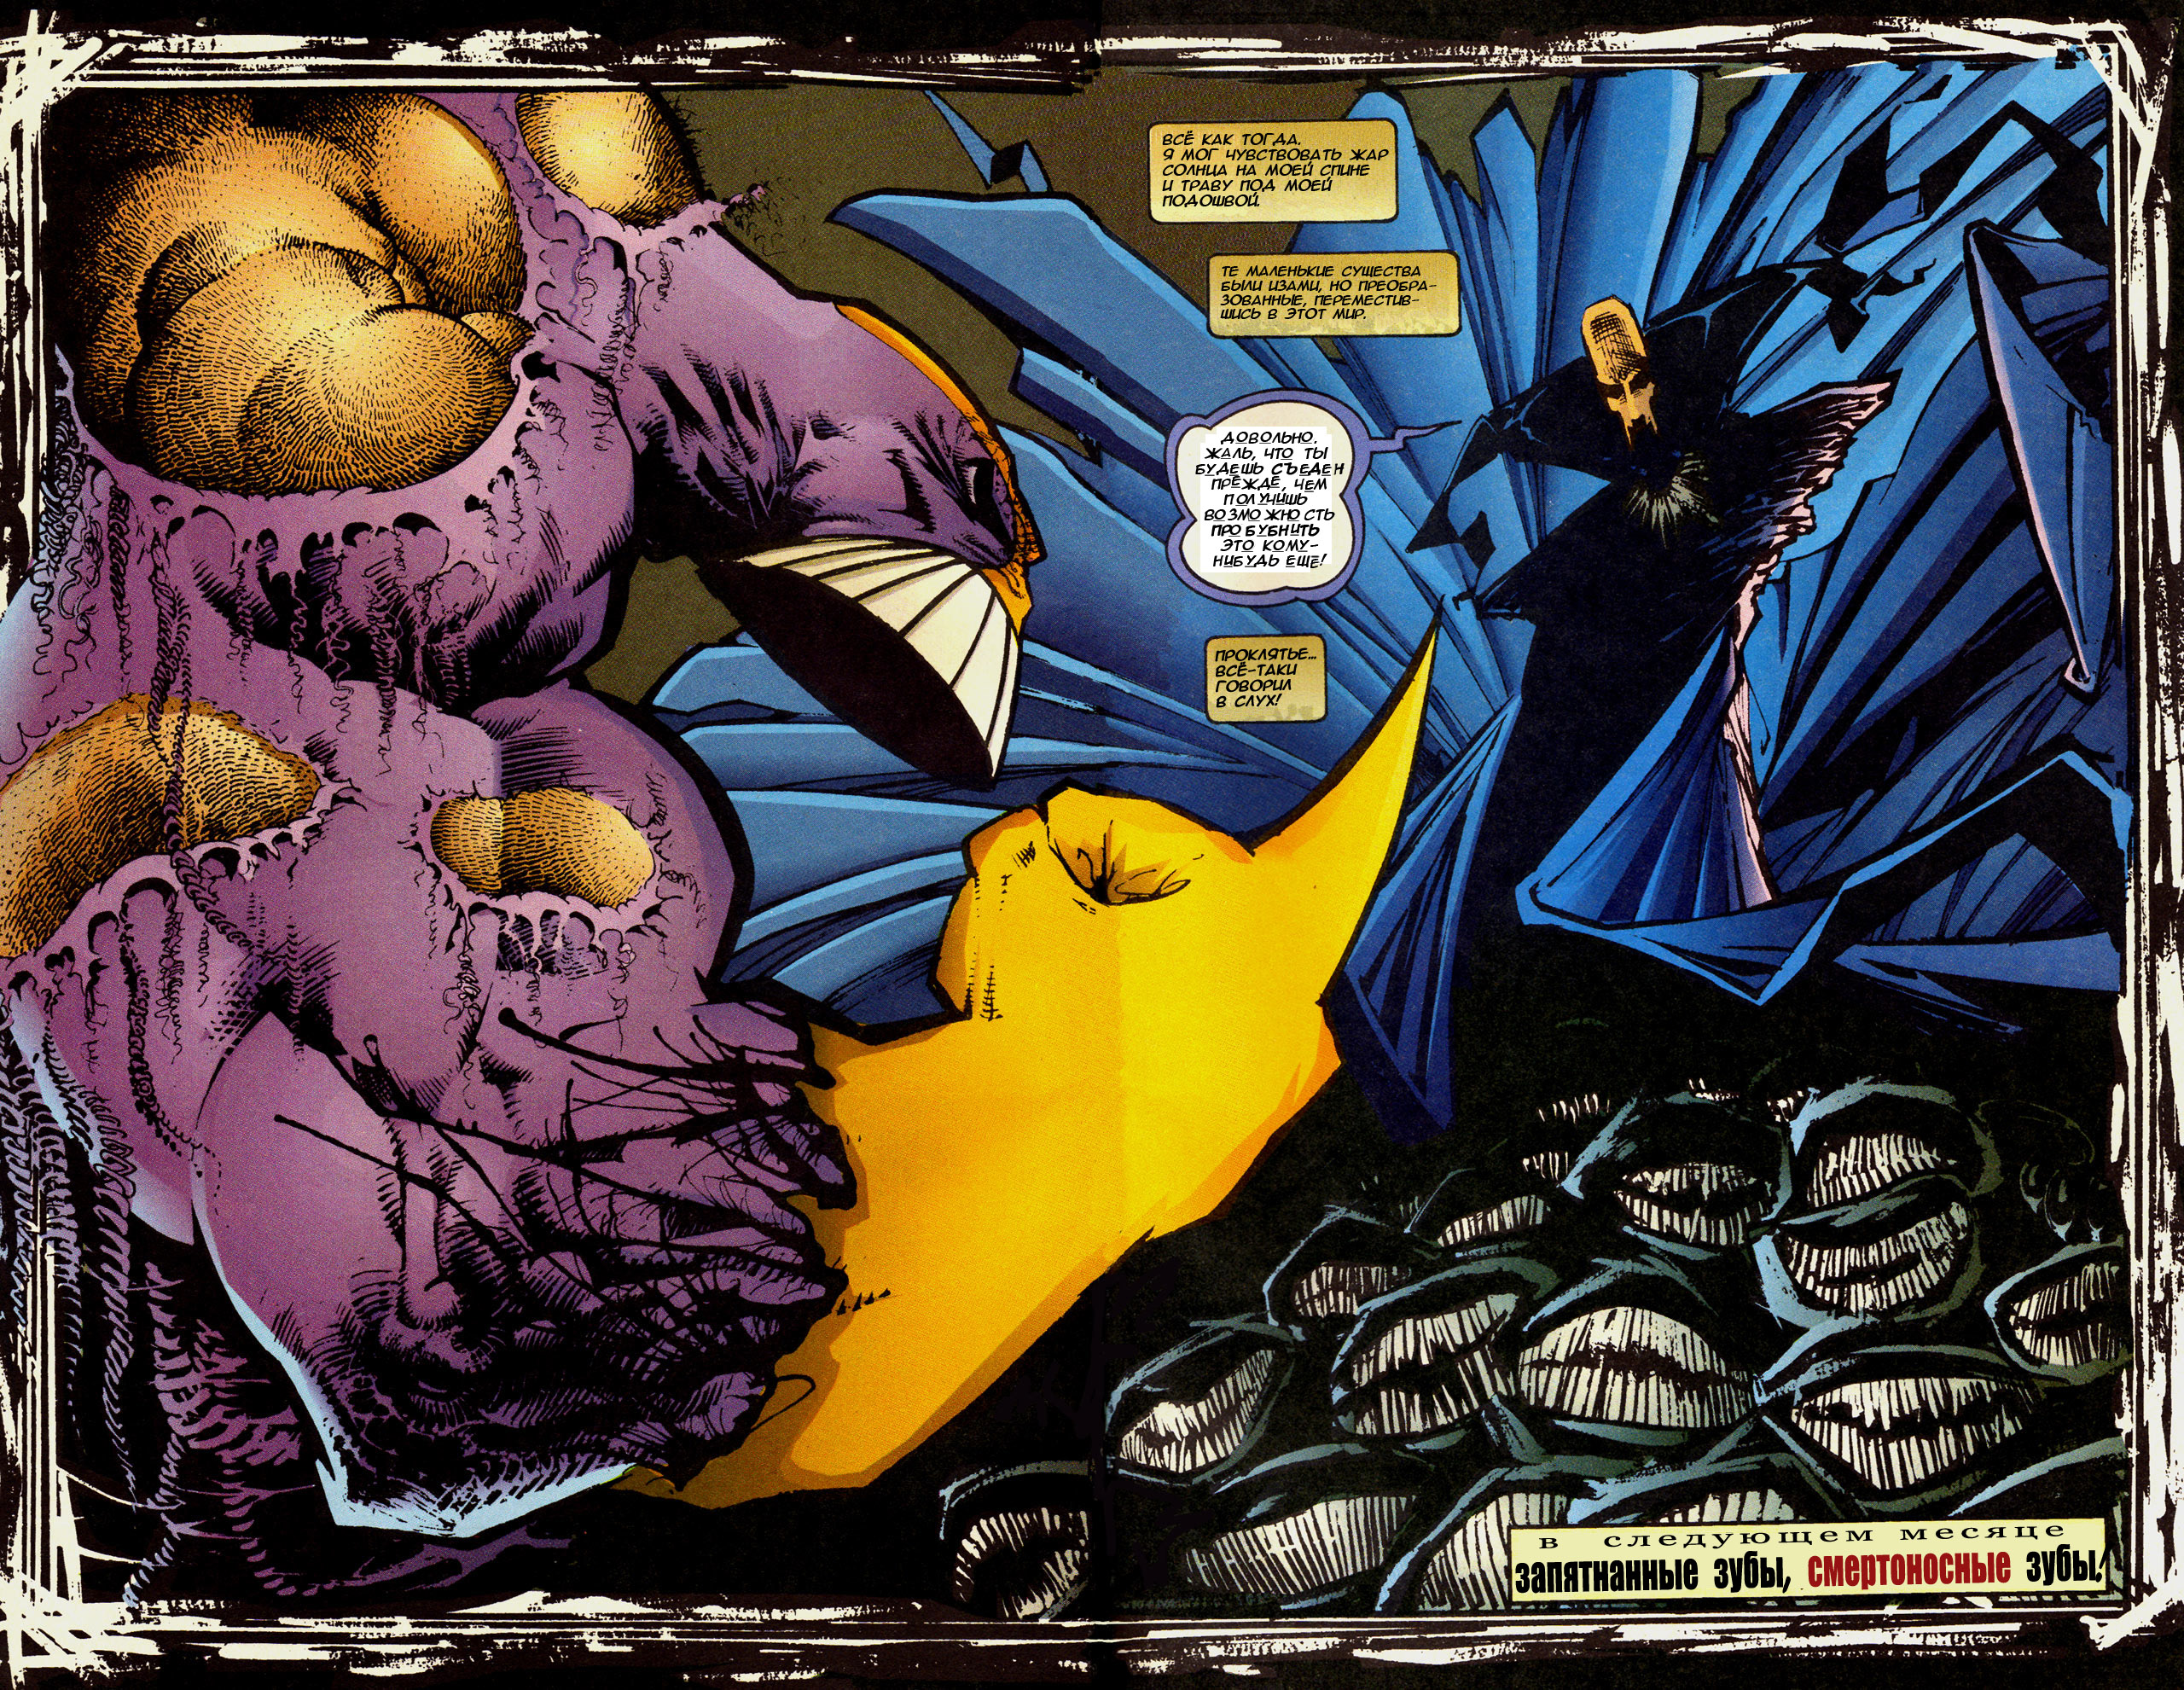 ВСЁ КАК ТОГДА.
Я МОГ ЧУВСТВОВАТЬ ЖАР
СОЛНЦА НА МОЕЙ СПИНЕ
И ТРАВУ ПОД МОЕЙ
ПОДОШВОЙ.
ТЕ МАЛЕНЬКИЕ СУЩЕСТВА
БЫЛИ ИЗАМИ, НО ПРЕОБРА-
ЗОВАННЫЕ, ПЕРЕМЕСТИВ-
ШИСЬ В ЭТОТ МИР.
ДОВОЛЬНО.
ЖАЛЬ, ЧТО ТЫ
БУДЕШЬ СЪЕДЕН
ПРЕЖДЕ, ЧЕМ
ПОЛУЧИШЬ
ВОЗМОЖНОСТЬ
ПРОБУБНИТЬ
ЭТО КОМУ-
НИБУДЬ ЕЩЕ!
ПРОКЛЯТЬЕ...
ВСЁ-ТАКИ
ГОВОРИЛ
В СЛУХ!
в следующем месяце
запятнанные зубы, смертоносные зубы!